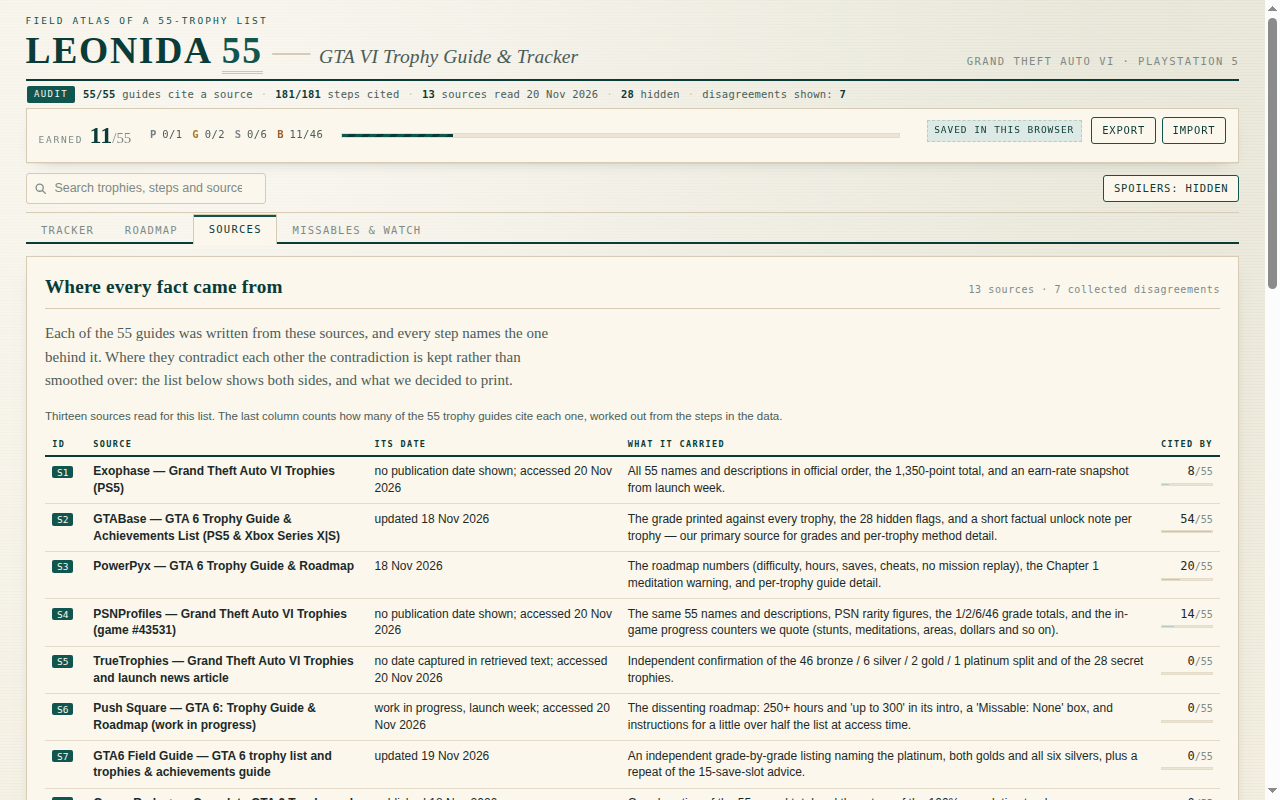 FIELD ATLAS OF A 55-TROPHY LIST
LEONIDA 55 GTA VI Trophy Guide & Tracker
GRAND THEFT AUTO VI · PLAYSTATION 5
AUDIT 55/55 guides cite a source · 181/181 steps cited · 13 sources read 20 Nov 2026 · 28 hidden · disagreements shown: 7
EARNED 11/55 P 0/1 G 0/2 S 0/6 B 11/46 SAVED IN THIS BROWSER EXPORT IMPORT
Search trophies, steps and source
SPOILERS: HIDDEN
TRACKER ROADMAP SOURCES MISSABLES & WATCH
Where every fact came from
13 sources · 7 collected disagreements
Each of the 55 guides was written from these sources, and every step names the one
behind it. Where they contradict each other the contradiction is kept rather than
smoothed over: the list below shows both sides, and what we decided to print.
Thirteen sources read for this list. The last column counts how many of the 55 trophy guides cite each one, worked out from the steps in the data.
ID SOURCE ITS DATE WHAT IT CARRIED CITED BY
S1 Exophase — Grand Theft Auto VI Trophies
(PS5)
no publication date shown; accessed 20 Nov
2026
All 55 names and descriptions in official order, the 1,350-point total, and an earn-rate snapshot
from launch week.
8/55
S2 GTABase — GTA 6 Trophy Guide &
Achievements List (PS5 & Xbox Series X|S)
updated 18 Nov 2026
The grade printed against every trophy, the 28 hidden flags, and a short factual unlock note per
trophy — our primary source for grades and per-trophy method detail.
54/55
S3 PowerPyx — GTA 6 Trophy Guide & Roadmap
18 Nov 2026
The roadmap numbers (difficulty, hours, saves, cheats, no mission replay), the Chapter 1
meditation warning, and per-trophy guide detail.
20/55
S4 PSNProfiles — Grand Theft Auto VI Trophies
(game #43531)
no publication date shown; accessed 20 Nov
2026
The same 55 names and descriptions, PSN rarity figures, the 1/2/6/46 grade totals, and the in-
game progress counters we quote (stunts, meditations, areas, dollars and so on).
14/55
S5 TrueTrophies — Grand Theft Auto VI Trophies
and launch news article
no date captured in retrieved text; accessed
20 Nov 2026
Independent confirmation of the 46 bronze / 6 silver / 2 gold / 1 platinum split and of the 28 secret
trophies.
0/55
S6 Push Square — GTA 6: Trophy Guide &
Roadmap (work in progress)
work in progress, launch week; accessed 20
Nov 2026
The dissenting roadmap: 250+ hours and 'up to 300' in its intro, a 'Missable: None' box, and
instructions for a little over half the list at access time.
0/55
S7 GTA6 Field Guide — GTA 6 trophy list and
trophies & achievements guide
updated 19 Nov 2026
An independent grade-by-grade listing naming the platinum, both golds and all six silvers, plus a
repeat of the 15-save-slot advice.
0/55